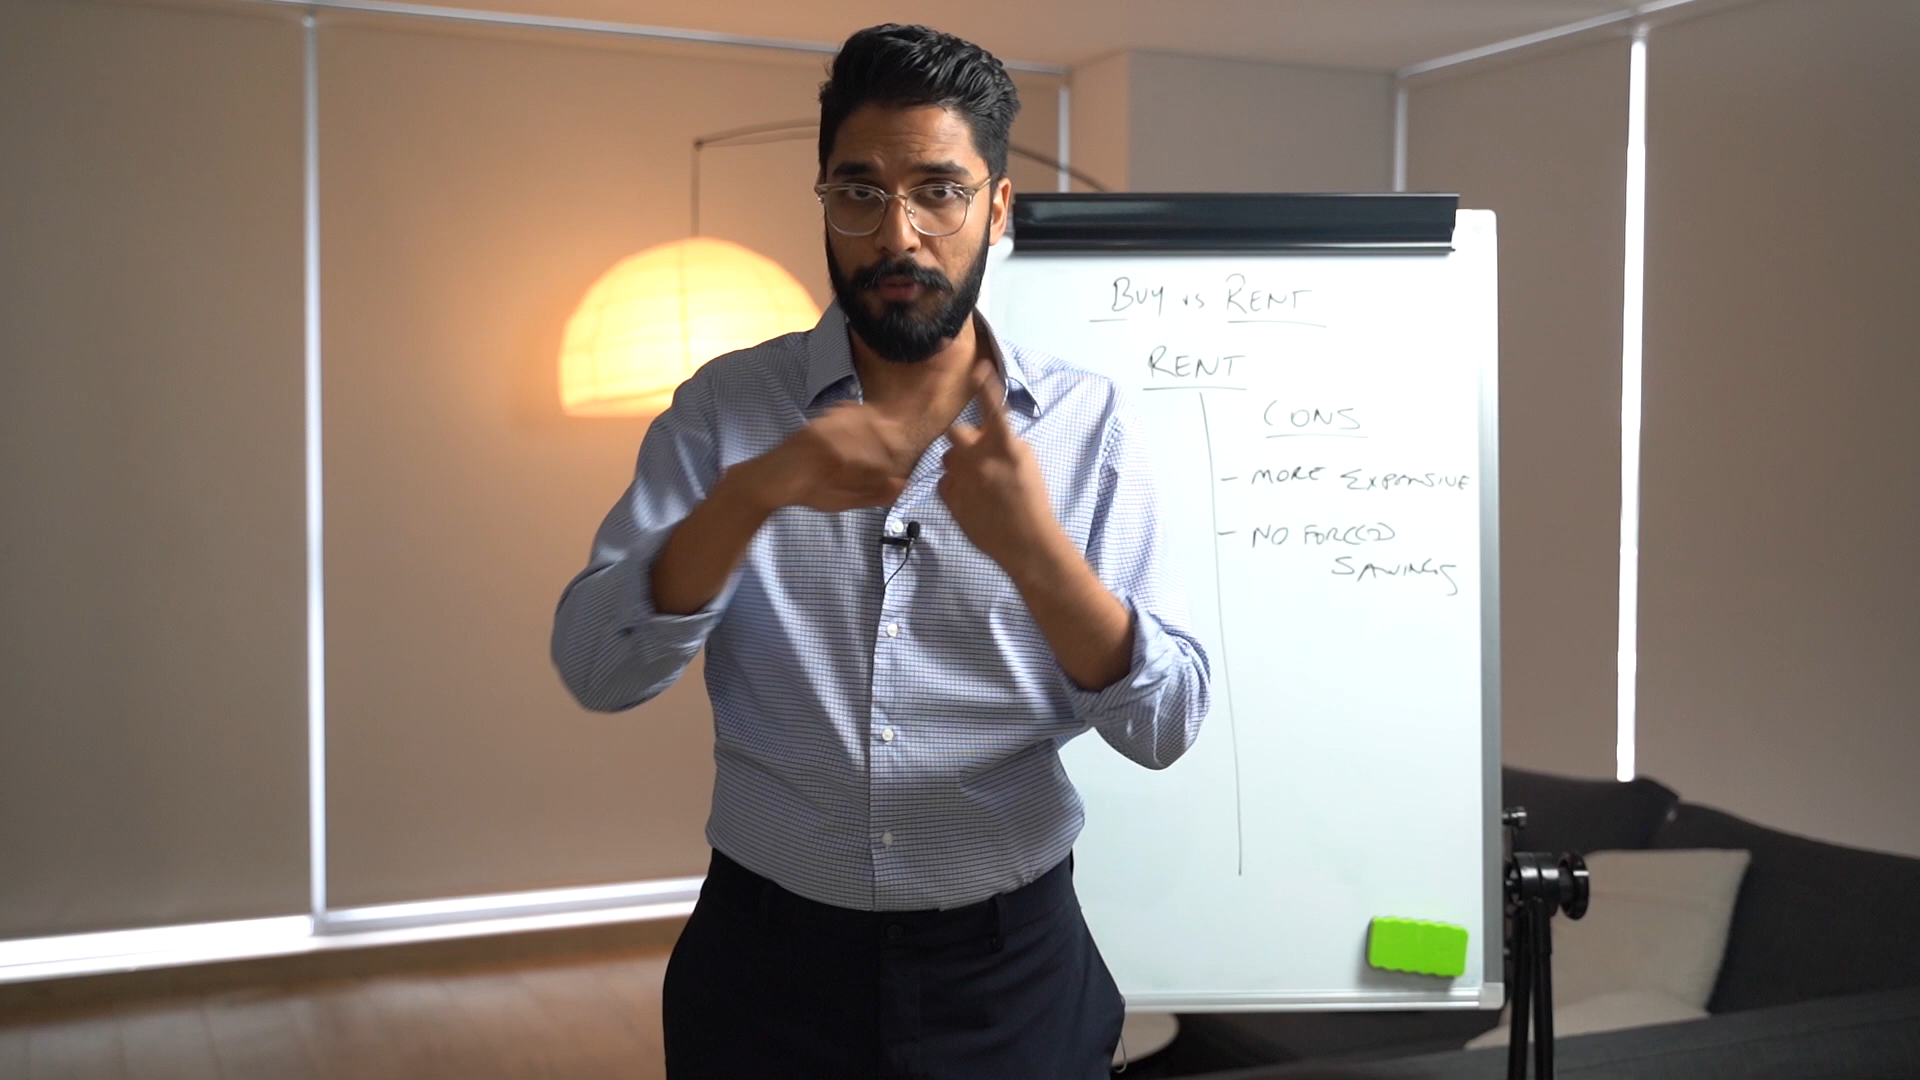 BUY vs RENT
RENT
CONS
- MORE EXPENSIVE
- NO FORCED
SAVINGS